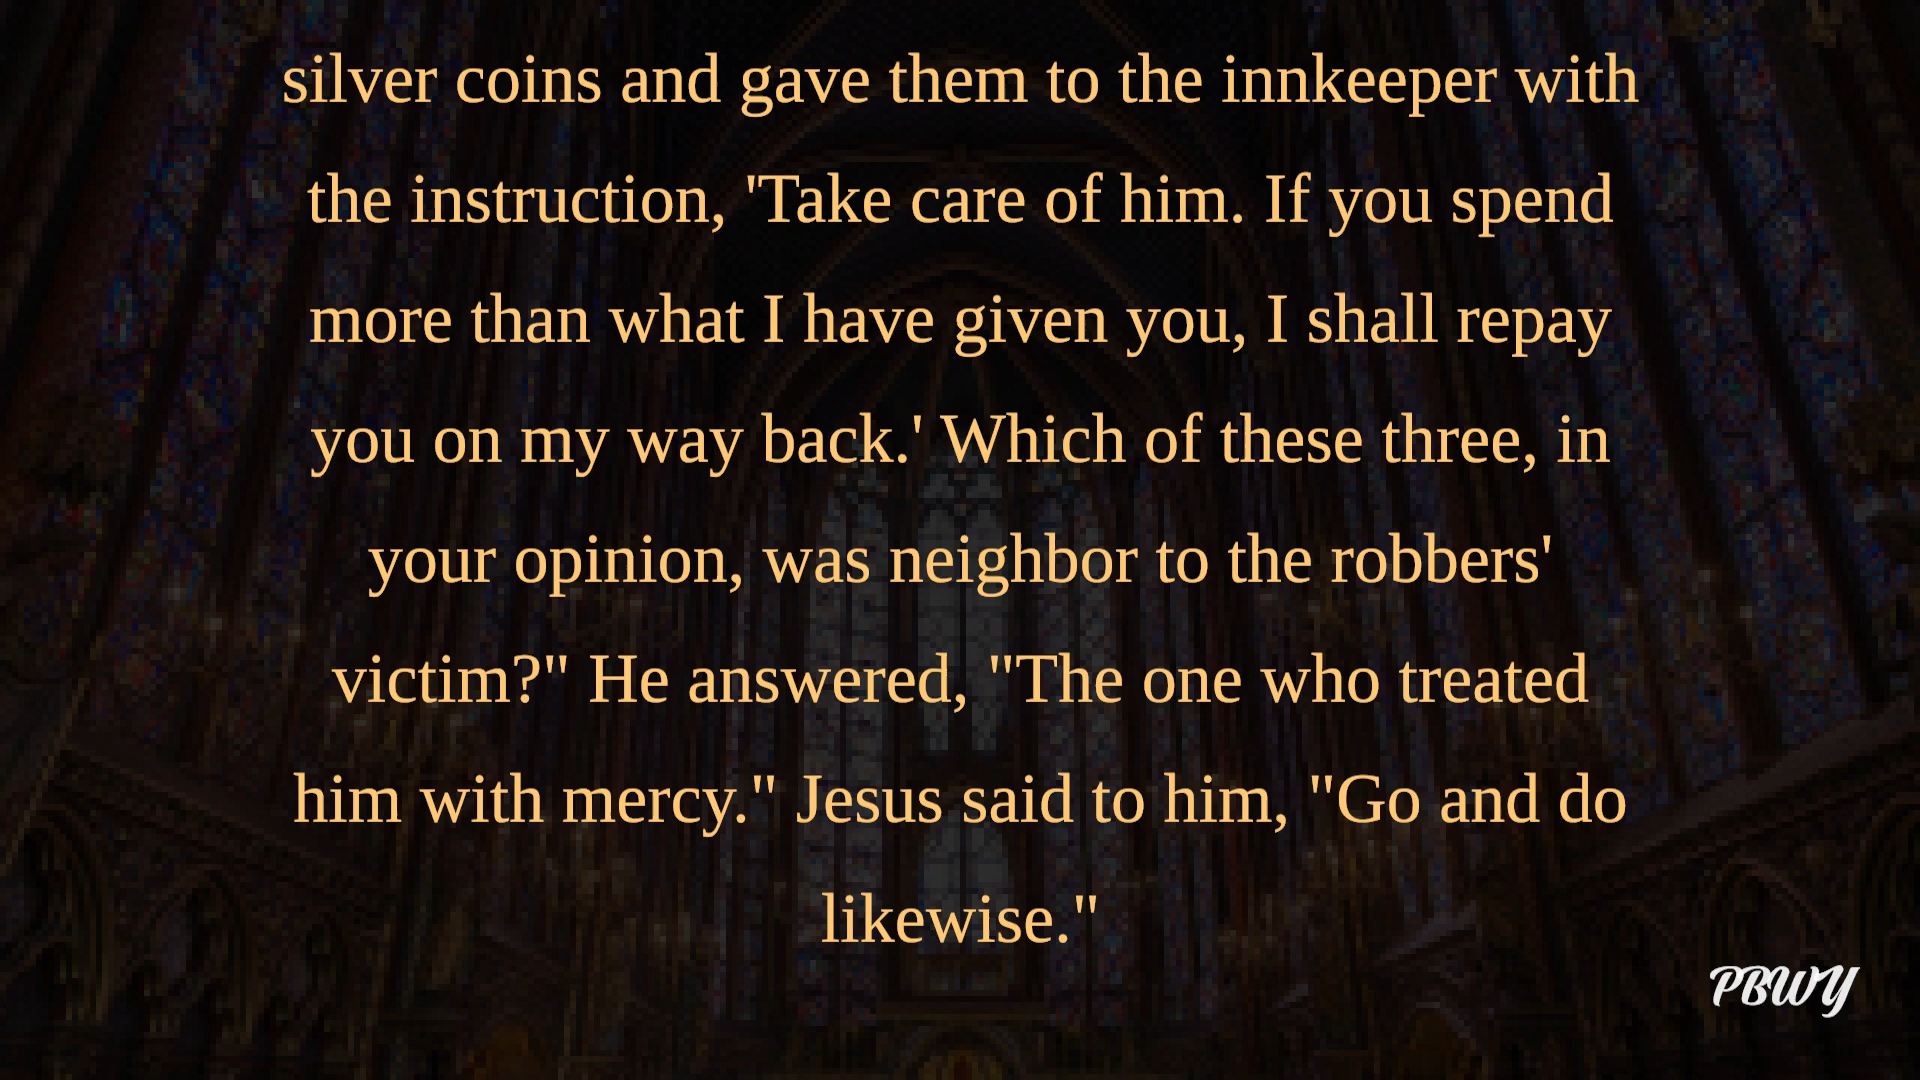 silver coins and gave them to the innkeeper with
the instruction, 'Take care of him. If you spend
more than what I have given you, I shall repay
you on my way back.' Which of these three, in
your opinion, was neighbor to the robbers'
victim?" He answered, "The one who treated
him with mercy." Jesus said to him, "Go and do
likewise."
PBWY